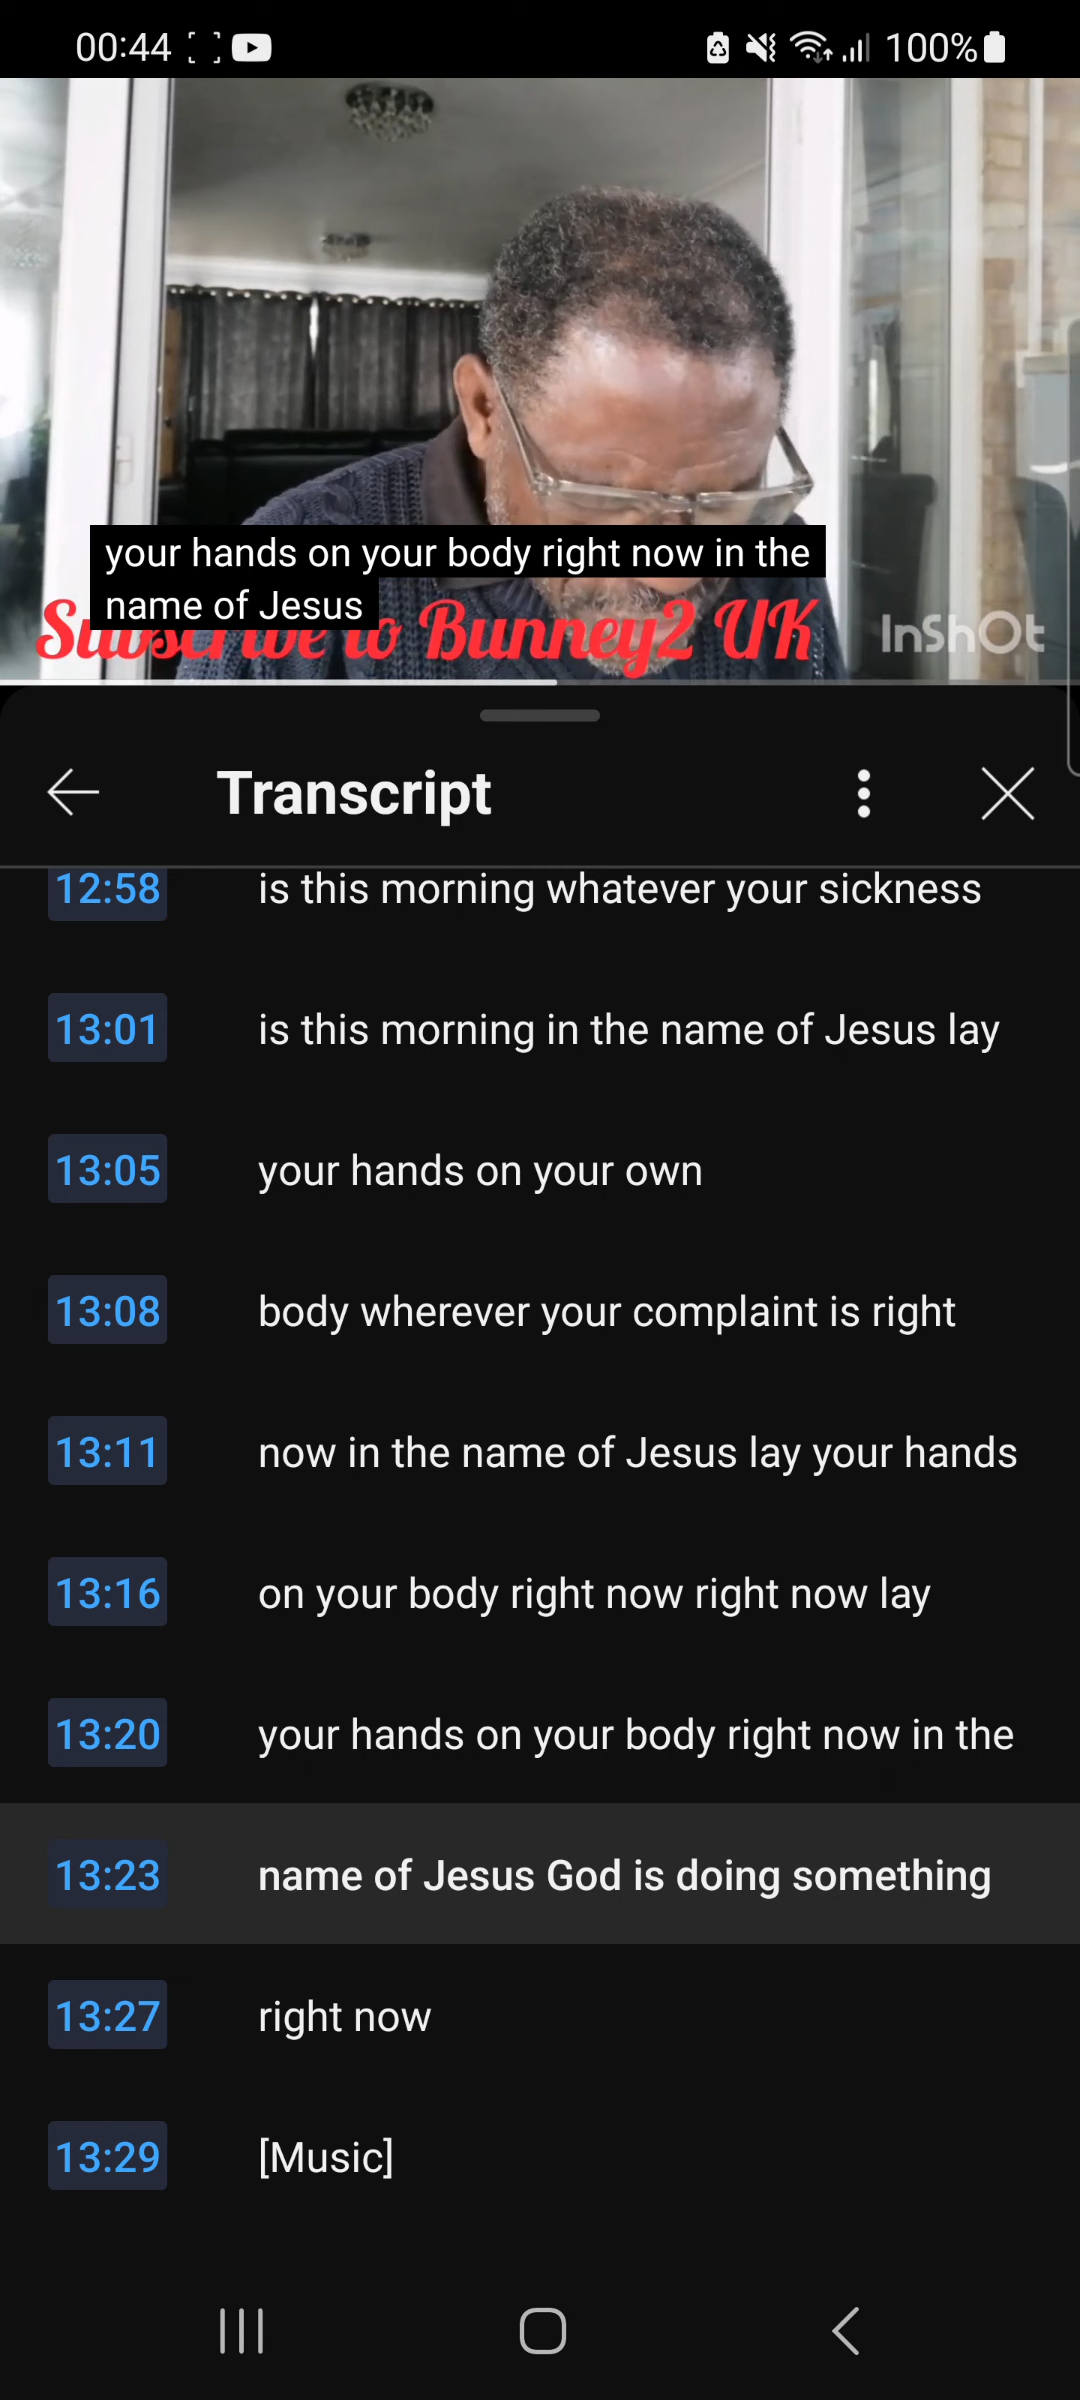 00:44
100%
your hands on your body right now in the
name of Jesus
Subscribe to Bunney2 UK
InShOt
Transcript
12:58 is this morning whatever your sickness
13:01 is this morning in the name of Jesus lay
13:05 your hands on your own
13:08 body wherever your complaint is right
13:11 now in the name of Jesus lay your hands
13:16 on your body right now right now lay
13:20 your hands on your body right now in the
13:23 name of Jesus God is doing something
13:27 right now
13:29 [Music]